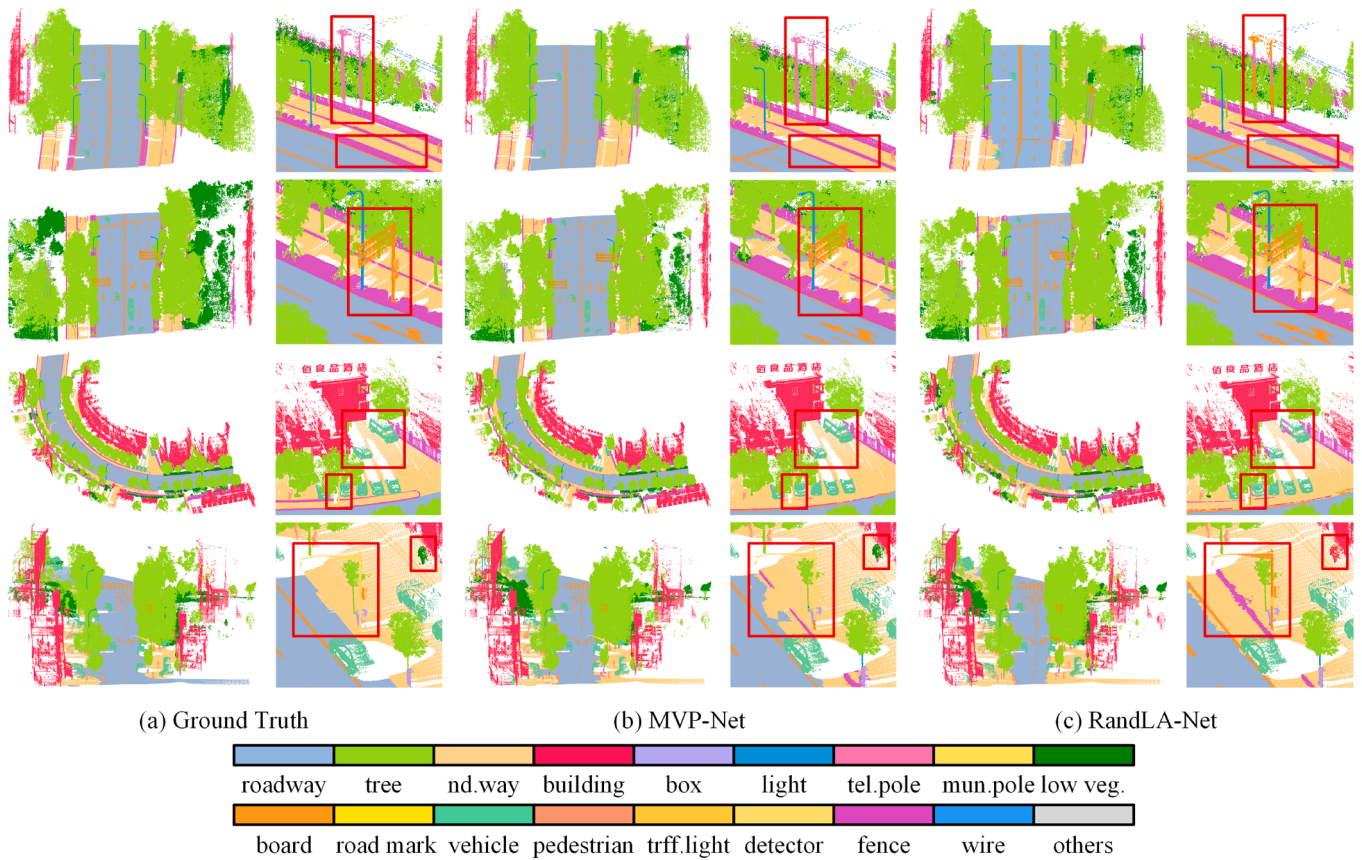 佰良品酒店
佰良品酒店
佰良品酒店
(a) Ground Truth
(b) MVP-Net
(c) RandLA-Net
roadway tree nd.way building box light tel.pole mun.pole low veg.
board road mark vehicle pedestrian trff.light detector fence wire others